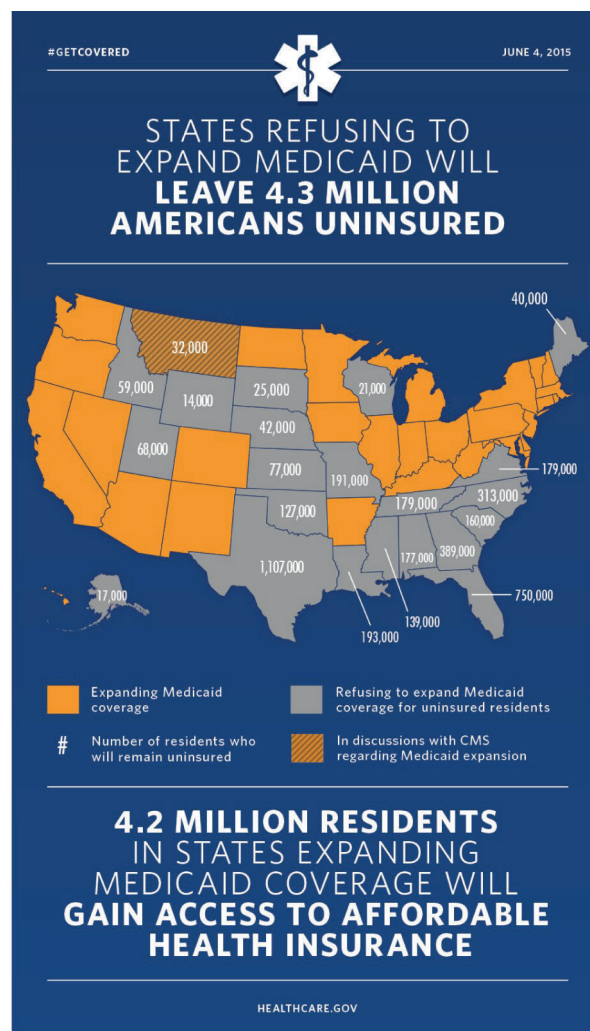 #GETCOVERED
JUNE 4, 2015
STATES REFUSING TO
EXPAND MEDICAID WILL
LEAVE 4.3 MILLION
AMERICANS UNINSURED
40,000
32,000
59,000
14,000
25,000
21,000
42,000
68,000
77,000
191,000
179,000
127,000
179,000
313,000
160,000
1,107,000
177,000
389,000
17,000
750,000
139,000
193,000
Expanding Medicaid
coverage
Refusing to expand Medicaid
coverage for uninsured residents
# Number of residents who
will remain uninsured
In discussions with CMS
regarding Medicaid expansion
4.2 MILLION RESIDENTS
IN STATES EXPANDING
MEDICAID COVERAGE WILL
GAIN ACCESS TO AFFORDABLE
HEALTH INSURANCE
HEALTHCARE.GOV